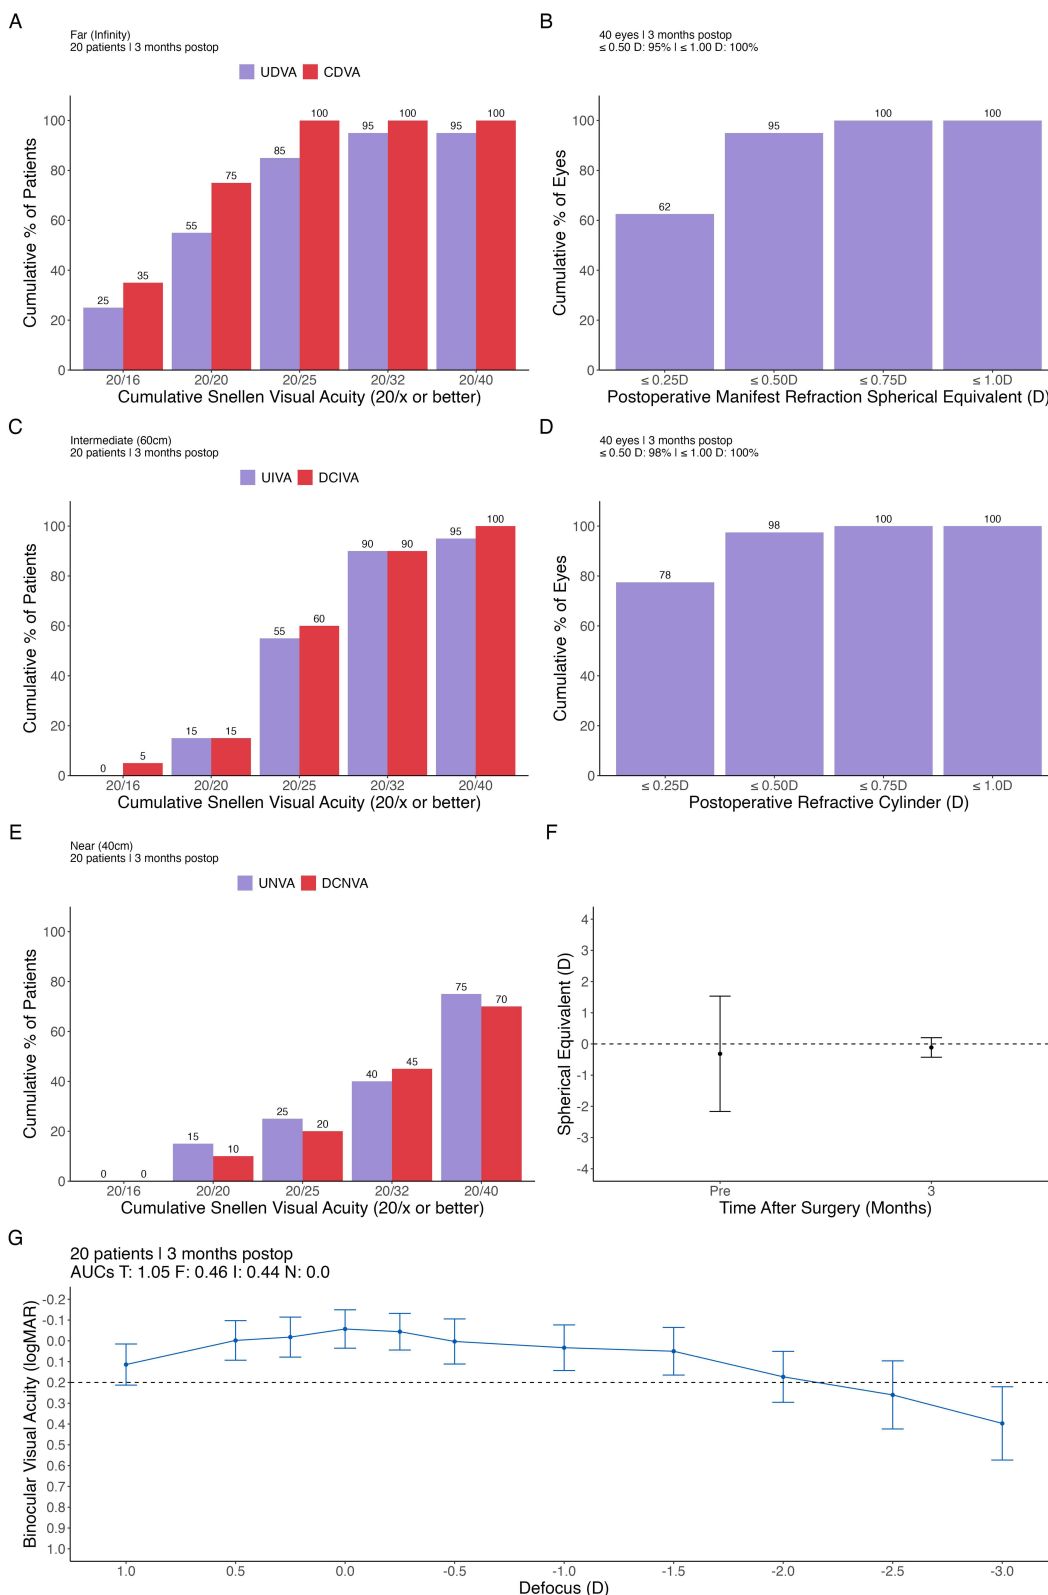 A
Far (Infinity)
20 patients | 3 months postop
UDVA CDVA
Cumulative % of Patients
100
80
60
40
20
0
25 35 55 75 85 100 95 100 95 100
20/16 20/20 20/25 20/32 20/40
Cumulative Snellen Visual Acuity (20/x or better)
B
40 eyes | 3 months postop
≤ 0.50 D: 95% | ≤ 1.00 D: 100%
Cumulative % of Eyes
100
80
60
40
20
0
62 95 100 100
≤ 0.25D ≤ 0.50D ≤ 0.75D ≤ 1.0D
Postoperative Manifest Refraction Spherical Equivalent (D)
C
Intermediate (60cm)
20 patients | 3 months postop
UIVA DCIVA
Cumulative % of Patients
100
80
60
40
20
0
0 5 15 15 55 60 90 90 95 100
20/16 20/20 20/25 20/32 20/40
Cumulative Snellen Visual Acuity (20/x or better)
D
40 eyes | 3 months postop
≤ 0.50 D: 98% | ≤ 1.00 D: 100%
Cumulative % of Eyes
100
80
60
40
20
0
78 98 100 100
≤ 0.25D ≤ 0.50D ≤ 0.75D ≤ 1.0D
Postoperative Refractive Cylinder (D)
E
Near (40cm)
20 patients | 3 months postop
UNVA DCNVA
Cumulative % of Patients
100
80
60
40
20
0
0 0 15 10 25 20 40 45 75 70
20/16 20/20 20/25 20/32 20/40
Cumulative Snellen Visual Acuity (20/x or better)
F
Spherical Equivalent (D)
4
3
2
1
0
-1
-2
-3
-4
Pre 3
Time After Surgery (Months)
G
20 patients | 3 months postop
AUCs T: 1.05 F: 0.46 I: 0.44 N: 0.0
Binocular Visual Acuity (logMAR)
-0.2
-0.1
0.0
0.1
0.2
0.3
0.4
0.5
0.6
0.7
0.8
0.9
1.0
1.0 0.5 0.0 -0.5 -1.0 -1.5 -2.0 -2.5 -3.0
Defocus (D)